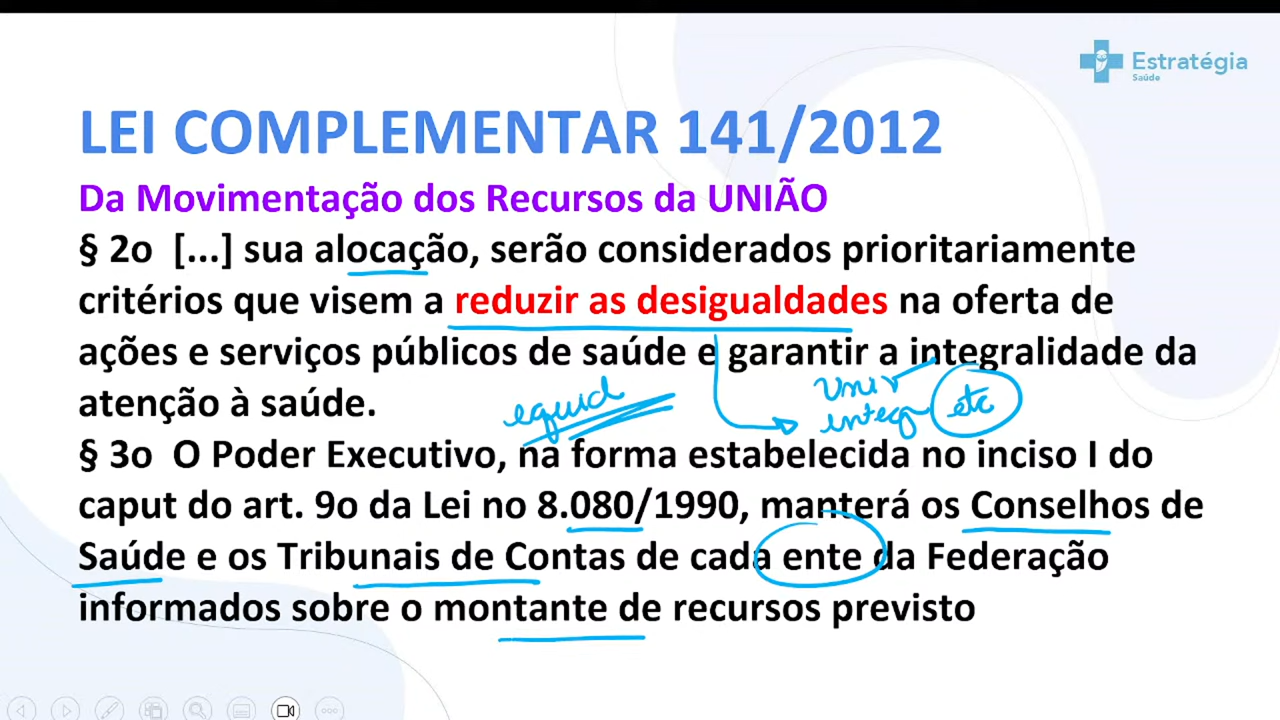 Estratégia
Saúde
LEI COMPLEMENTAR 141/2012
Da Movimentação dos Recursos da UNIÃO
§ 2o [...] sua alocação, serão considerados prioritariamente
critérios que visem a reduzir as desigualdades na oferta de
ações e serviços públicos de saúde e garantir a integralidade da
atenção à saúde.
equid
univ
integ etc
§ 3o O Poder Executivo, na forma estabelecida no inciso I do
caput do art. 9o da Lei no 8.080/1990, manterá os Conselhos de
Saúde e os Tribunais de Contas de cada ente da Federação
informados sobre o montante de recursos previsto